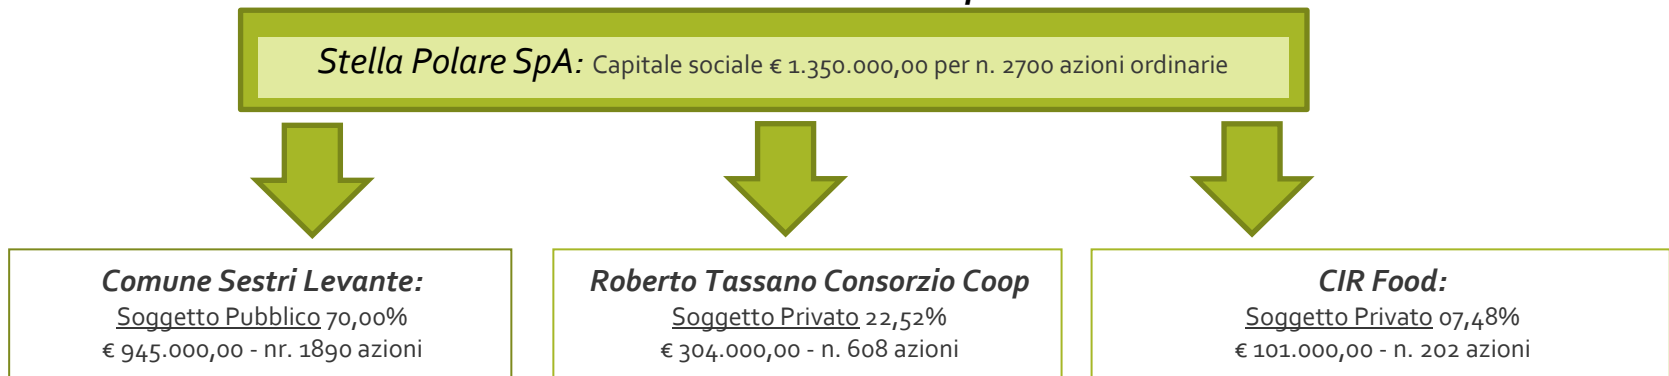 Stella Polare SpA: Capitale sociale € 1.350.000,00 per n. 2700 azioni ordinarie
Comune Sestri Levante:
Soggetto Pubblico 70,00%
€ 945.000,00 - nr. 1890 azioni
Roberto Tassano Consorzio Coop
Soggetto Privato 22,52%
€ 304.000,00 - n. 608 azioni
CIR Food:
Soggetto Privato 07,48%
€ 101.000,00 - n. 202 azioni